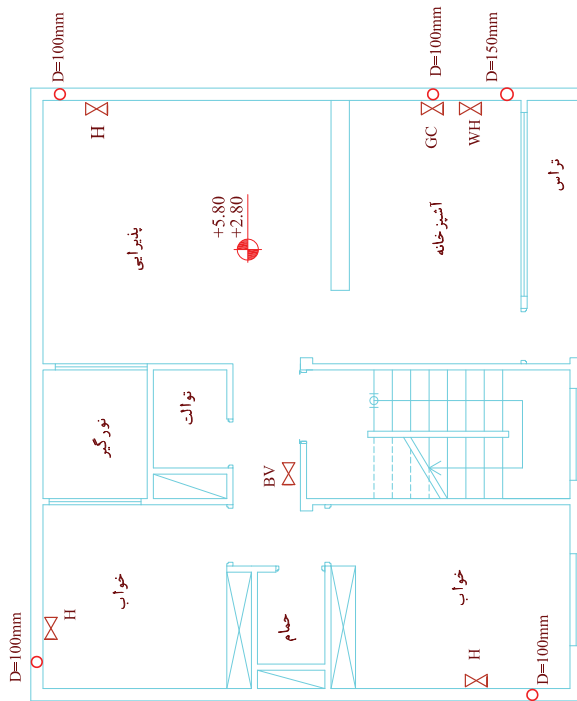 D=100mm
D=100mm
D=150mm
H
GC
WH
تراس
+5.80
+2.80
پذیرایی
آشپزخانه
توالت
نورگیر
BV
خواب
خواب
حمام
H
H
D=100mm
D=100mm